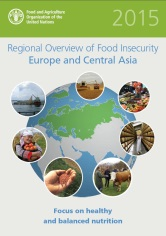 Food and Agriculture
Organization of the
United Nations
2015
Regional Overview of Food Insecurity
Europe and Central Asia
Focus on healthy
and balanced nutrition